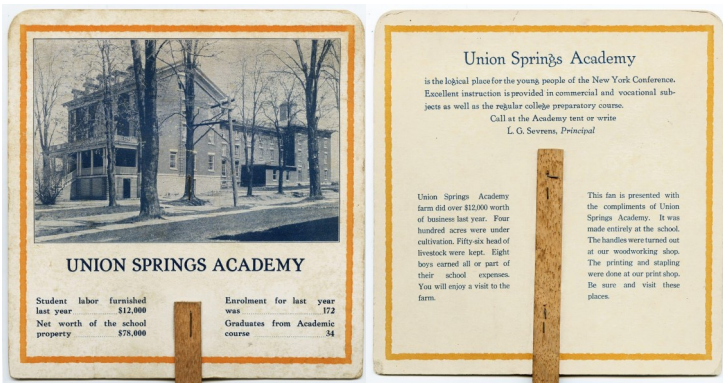 UNION SPRINGS ACADEMY
Student labor furnished
last year $12,000
Net worth of the school
property $78,000
Enrolment for last year
was 172
Graduates from Academic
course 34
Union Springs Academy
is the logical place for the young people of the New York Conference.
Excellent instruction is provided in commercial and vocational sub-
jects as well as the regular college preparatory course.
Call at the Academy tent or write
L. G. Sevrens, Principal
Union Springs Academy
farm did over $12,000 worth
of business last year. Four
hundred acres were under
cultivation. Fifty-six head of
livestock were kept. Eight
boys earned all or part of
their school expenses.
You will enjoy a visit to the
farm.
This fan is presented with
the compliments of Union
Springs Academy. It was
made entirely at the school.
The handles were turned out
at our woodworking shop.
The printing and stapling
were done at our print shop.
Be sure and visit these
places.